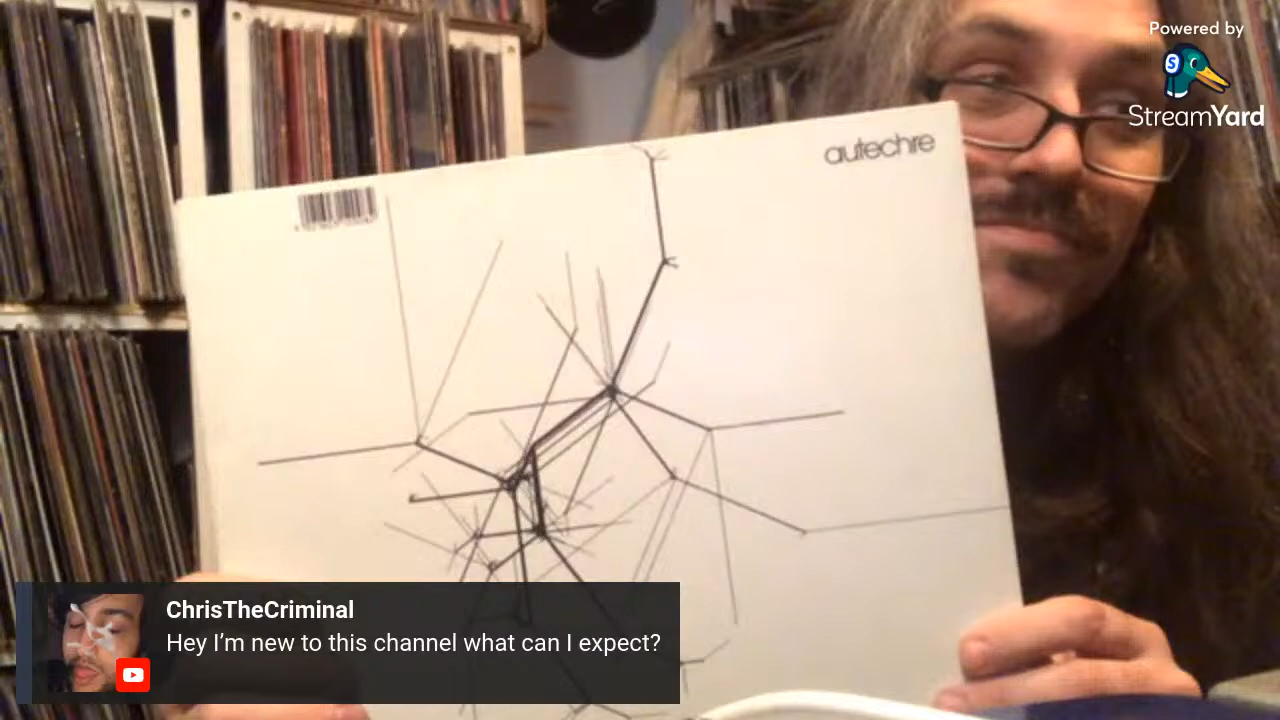 Powered by
S
StreamYard
autechre
ChrisTheCriminal
Hey I’m new to this channel what can I expect?